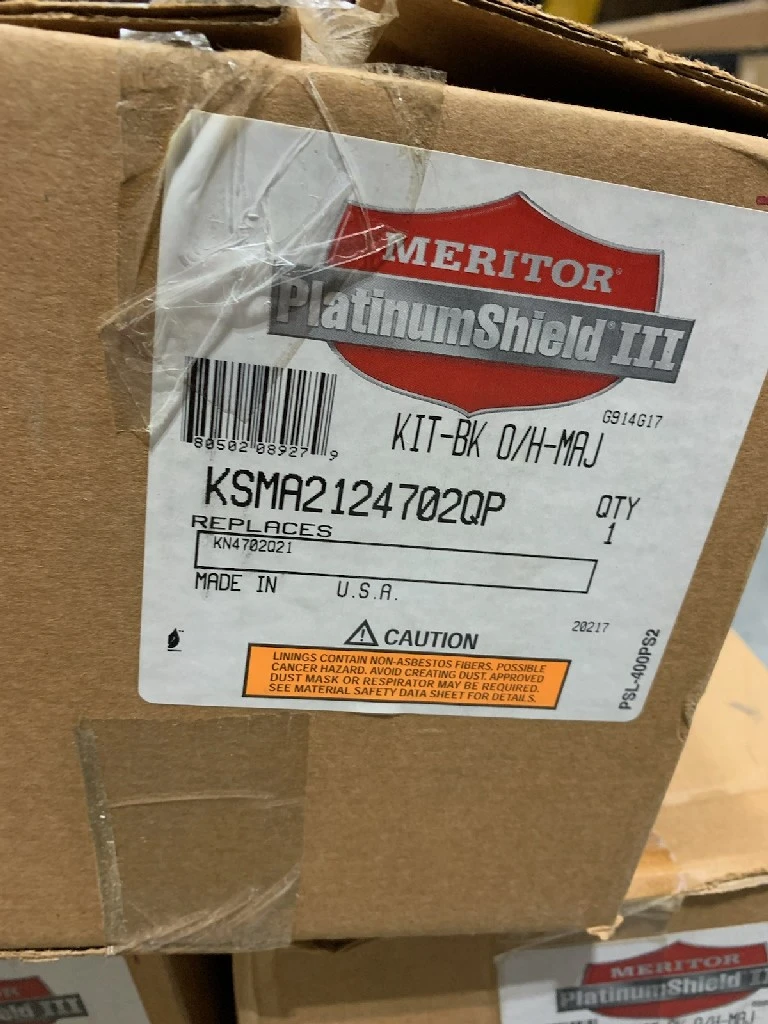 MERITOR
PlatinumShield III
G914G17
KIT-BK O/H-MAJ
80502 08927 9
KSMA2124702QP
QTY
1
REPLACES
KN4702Q21
MADE IN U.S.A.
20217
CAUTION
LININGS CONTAIN NON-ASBESTOS FIBERS. POSSIBLE
CANCER HAZARD. AVOID CREATING DUST. APPROVED
DUST MASK OR RESPIRATOR MAY BE REQUIRED.
SEE MATERIAL SAFETY DATA SHEET FOR DETAILS.
PSL-400PS2
MERITOR
PlatinumShield
O/H-MAJ
III